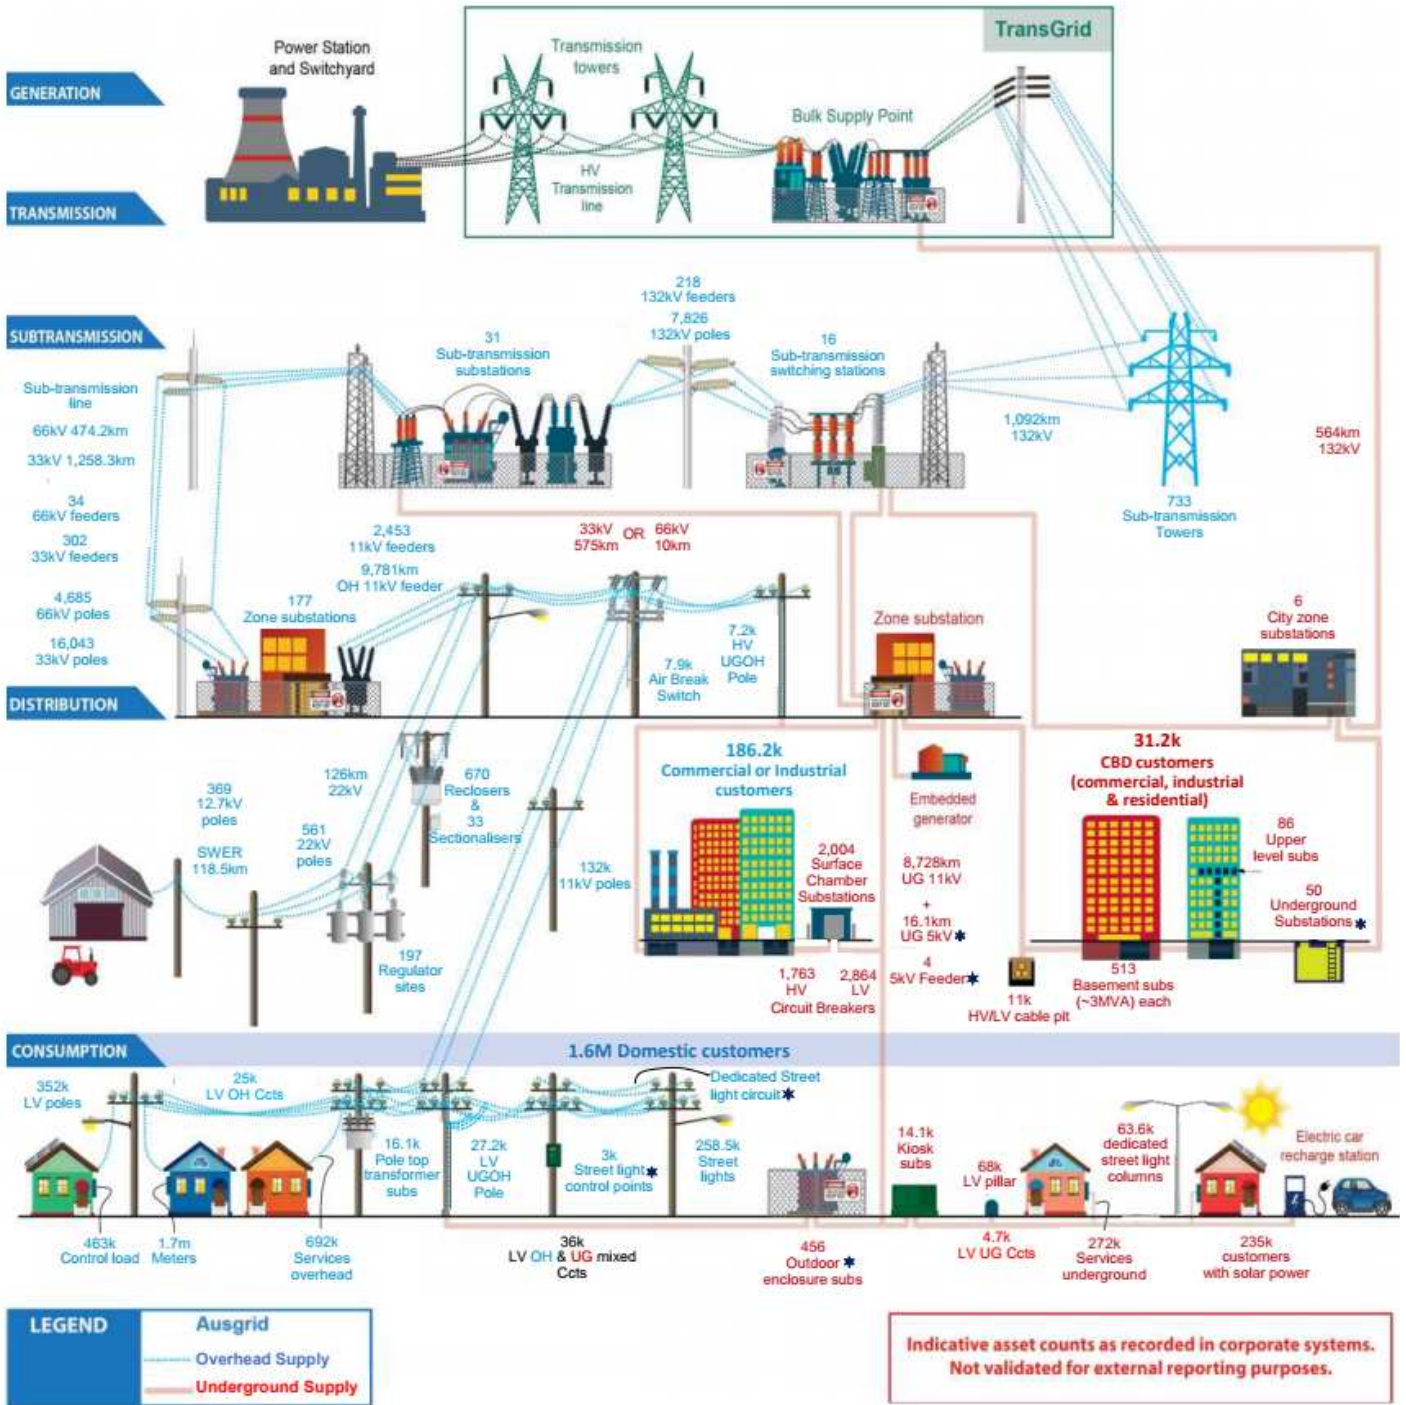 TransGrid
Power Station
and Switchyard
Transmission
towers
GENERATION
Bulk Supply Point
HV
Transmission
line
TRANSMISSION
218
132kV feeders
7,826
132kV poles
SUBTRANSMISSION
31
Sub-transmission
substations
16
Sub-transmission
switching stations
Sub-transmission
line
66kV 474.2km
33kV 1,258.3km
1,092km
132kV
564km
132kV
34
66kV feeders
302
33kV feeders
733
Sub-transmission
Towers
2,453
11kV feeders
9,781km
OH 11kV feeder
33kV OR 66kV
575km 10km
4,685
66kV poles
16,043
33kV poles
177
Zone substations
7.2k
HV
UGOH
Pole
7.9k
Air Break
Switch
Zone substation
6
City zone
substations
DISTRIBUTION
186.2k
Commercial or Industrial
customers
31.2k
CBD customers
(commercial, industrial
& residential)
369
12.7kV
poles
SWER
118.5km
126km
22kV
561
22kV
poles
670
Reclosers
&
33
Sectionalisers
132k
11kV poles
Embedded
generator
2,004
Surface
Chamber
Substations
8,728km
UG 11kV
+
16.1km
UG 5kV*
4
5kV Feeder*
86
Upper
level subs
50
Underground
Substations*
197
Regulator
sites
1,763
HV
2,864
LV
Circuit Breakers
11k
HV/LV cable pit
513
Basement subs
(~3MVA) each
CONSUMPTION
1.6M Domestic customers
352k
LV poles
25k
LV OH Ccts
Dedicated Street
light circuit*
16.1k
Pole top
transformer
subs
27.2k
LV
UGOH
Pole
3k
Street light*
control points
258.5k
Street
lights
14.1k
Kiosk
subs
68k
LV pillar
63.6k
dedicated
street light
columns
Electric car
recharge station
463k
Control load
1.7m
Meters
692k
Services
overhead
36k
LV OH & UG mixed
Ccts
456
Outdoor*
enclosure subs
4.7k
LV UG Ccts
272k
Services
underground
235k
customers
with solar power
LEGEND
Ausgrid
Overhead Supply
Underground Supply
Indicative asset counts as recorded in corporate systems.
Not validated for external reporting purposes.